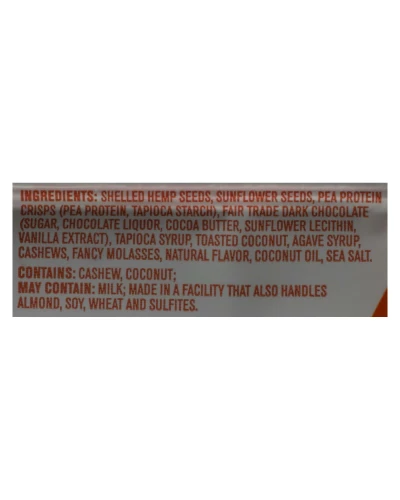 INGREDIENTS: SHELLED HEMP SEEDS, SUNFLOWER SEEDS, PEA PROTEIN
CRISPS (PEA PROTEIN, TAPIOCA STARCH), FAIR TRADE DARK CHOCOLATE
(SUGAR, CHOCOLATE LIQUOR, COCOA BUTTER, SUNFLOWER LECITHIN,
VANILLA EXTRACT), TAPIOCA SYRUP, TOASTED COCONUT, AGAVE SYRUP,
CASHEWS, FANCY MOLASSES, NATURAL FLAVOR, COCONUT OIL, SEA SALT.
CONTAINS: CASHEW, COCONUT;
MAY CONTAIN: MILK; MADE IN A FACILITY THAT ALSO HANDLES
ALMOND, SOY, WHEAT AND SULFITES.